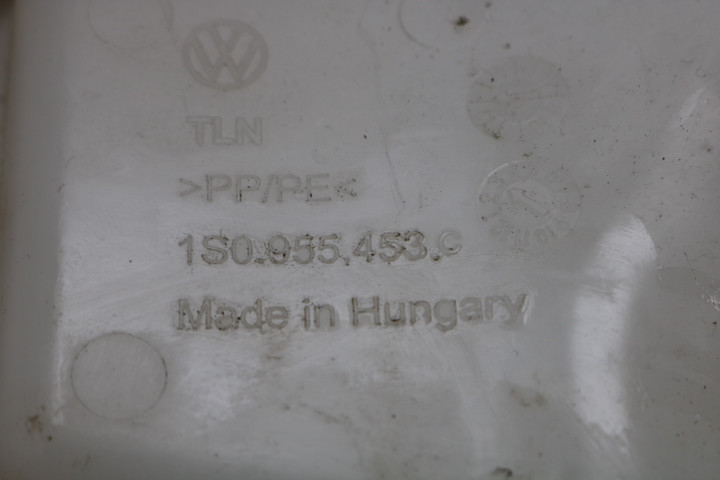 TLN
>PP/PE<
1S0.955.453.C
Made in Hungary